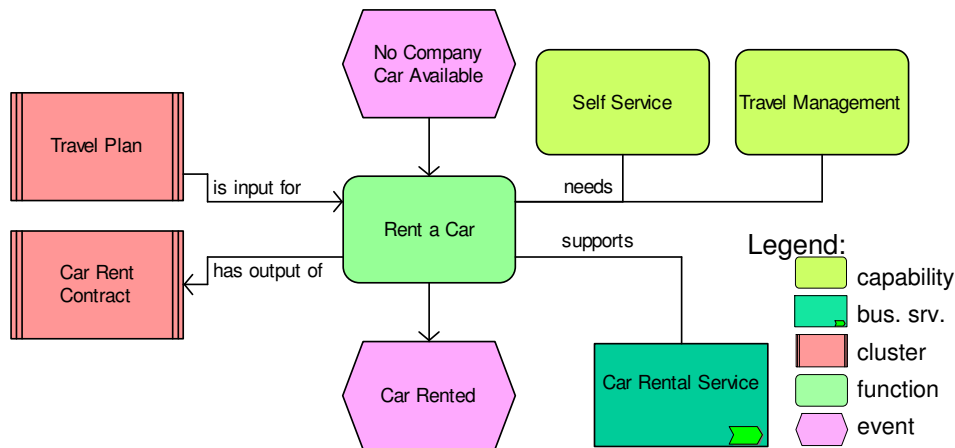 No Company
Car Available
Self Service
Travel Management
Travel Plan
is input for
needs
Rent a Car
supports
Car Rent
Contract
has output of
Car Rented
Car Rental Service
Legend:
capability
bus. srv.
cluster
function
event